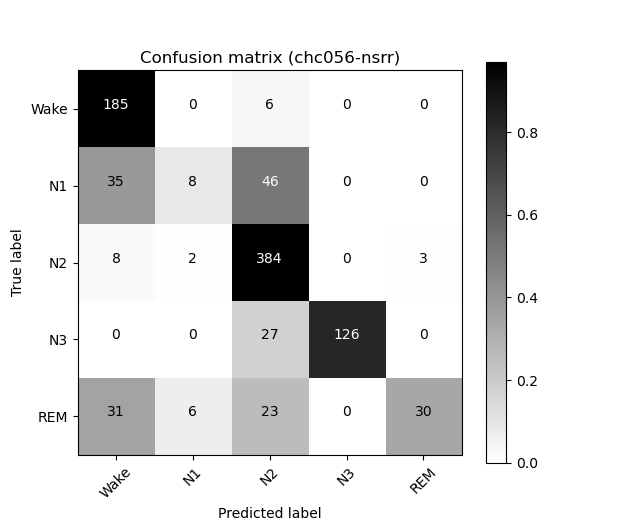 Confusion matrix (chc056-nsrr)
Wake 185 0 6 0 0
N1 35 8 46 0 0
N2 8 2 384 0 3
N3 0 0 27 126 0
REM 31 6 23 0 30
Wake N1 N2 N3 REM
True label
Predicted label
0.8
0.6
0.4
0.2
0.0